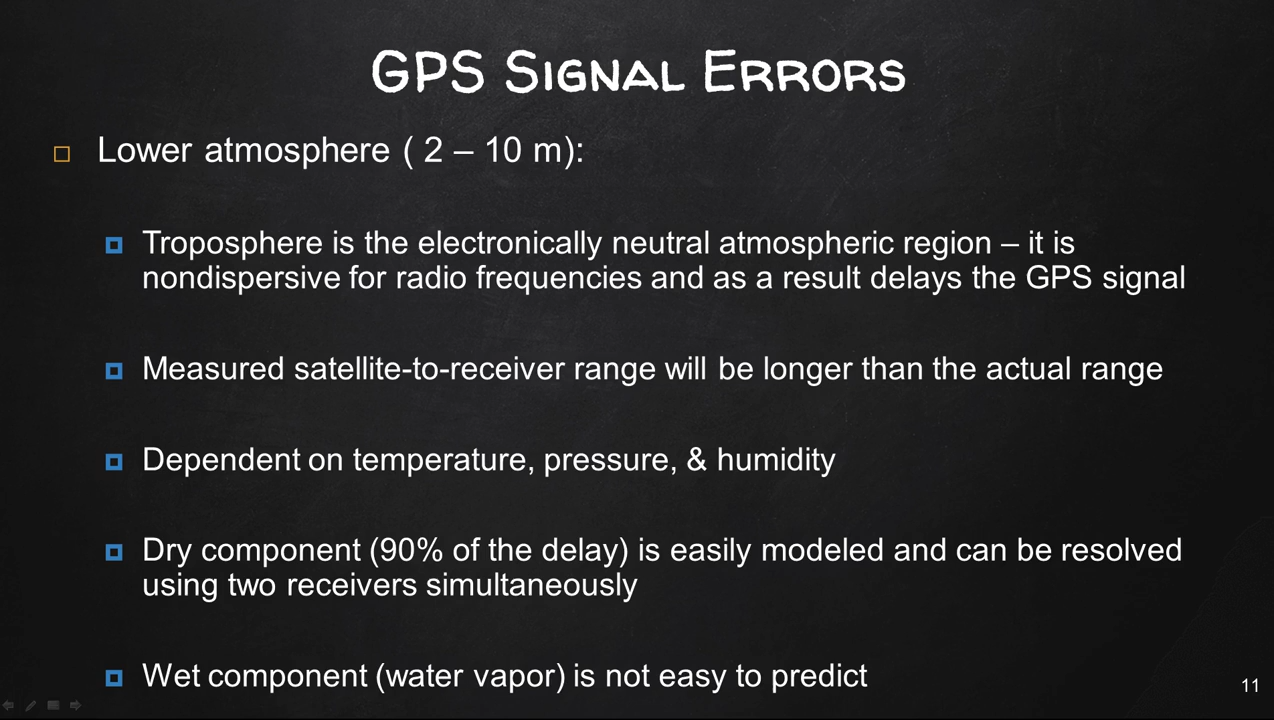 GPS Signal Errors
Lower atmosphere ( 2 – 10 m):
Troposphere is the electronically neutral atmospheric region – it is
nondispersive for radio frequencies and as a result delays the GPS signal
Measured satellite-to-receiver range will be longer than the actual range
Dependent on temperature, pressure, & humidity
Dry component (90% of the delay) is easily modeled and can be resolved
using two receivers simultaneously
Wet component (water vapor) is not easy to predict
11